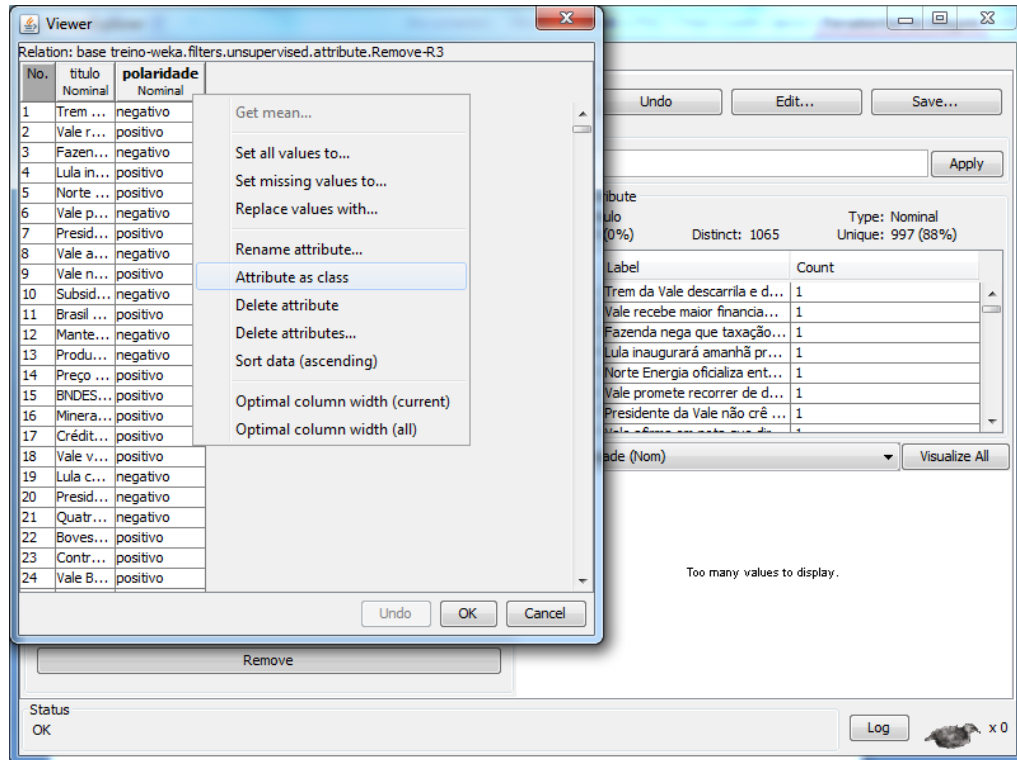 Viewer
Relation: base treino-weka.filters.unsupervised.attribute.Remove-R3
No. titulo polaridade
Nominal Nominal
1 Trem ... negativo
2 Vale r... positivo
3 Fazen... negativo
4 Lula in... positivo
5 Norte ... positivo
6 Vale p... negativo
7 Presid... positivo
8 Vale a... negativo
9 Vale n... positivo
10 Subsid... negativo
11 Brasil ... positivo
12 Mante... negativo
13 Produ... negativo
14 Preço ... positivo
15 BNDES... positivo
16 Minera... positivo
17 Crédit... positivo
18 Vale v... positivo
19 Lula c... negativo
20 Presid... negativo
21 Quatr... negativo
22 Boves... positivo
23 Contr... positivo
24 Vale B... positivo
Get mean...
Set all values to...
Set missing values to...
Replace values with...
Rename attribute...
Attribute as class
Delete attribute
Delete attributes...
Sort data (ascending)
Optimal column width (current)
Optimal column width (all)
Undo OK Cancel
Undo Edit... Save...
Apply
ibute
ulo Type: Nominal
(0%) Distinct: 1065 Unique: 997 (88%)
Label Count
Trem da Vale descarrila e d... 1
Vale recebe maior financia... 1
Fazenda nega que taxação... 1
Lula inaugurará amanhã pr... 1
Norte Energia oficializa ent... 1
Vale promete recorrer de d... 1
Presidente da Vale não crê ... 1
ade (Nom) Visualize All
Too many values to display.
Remove
Status
OK
Log x 0